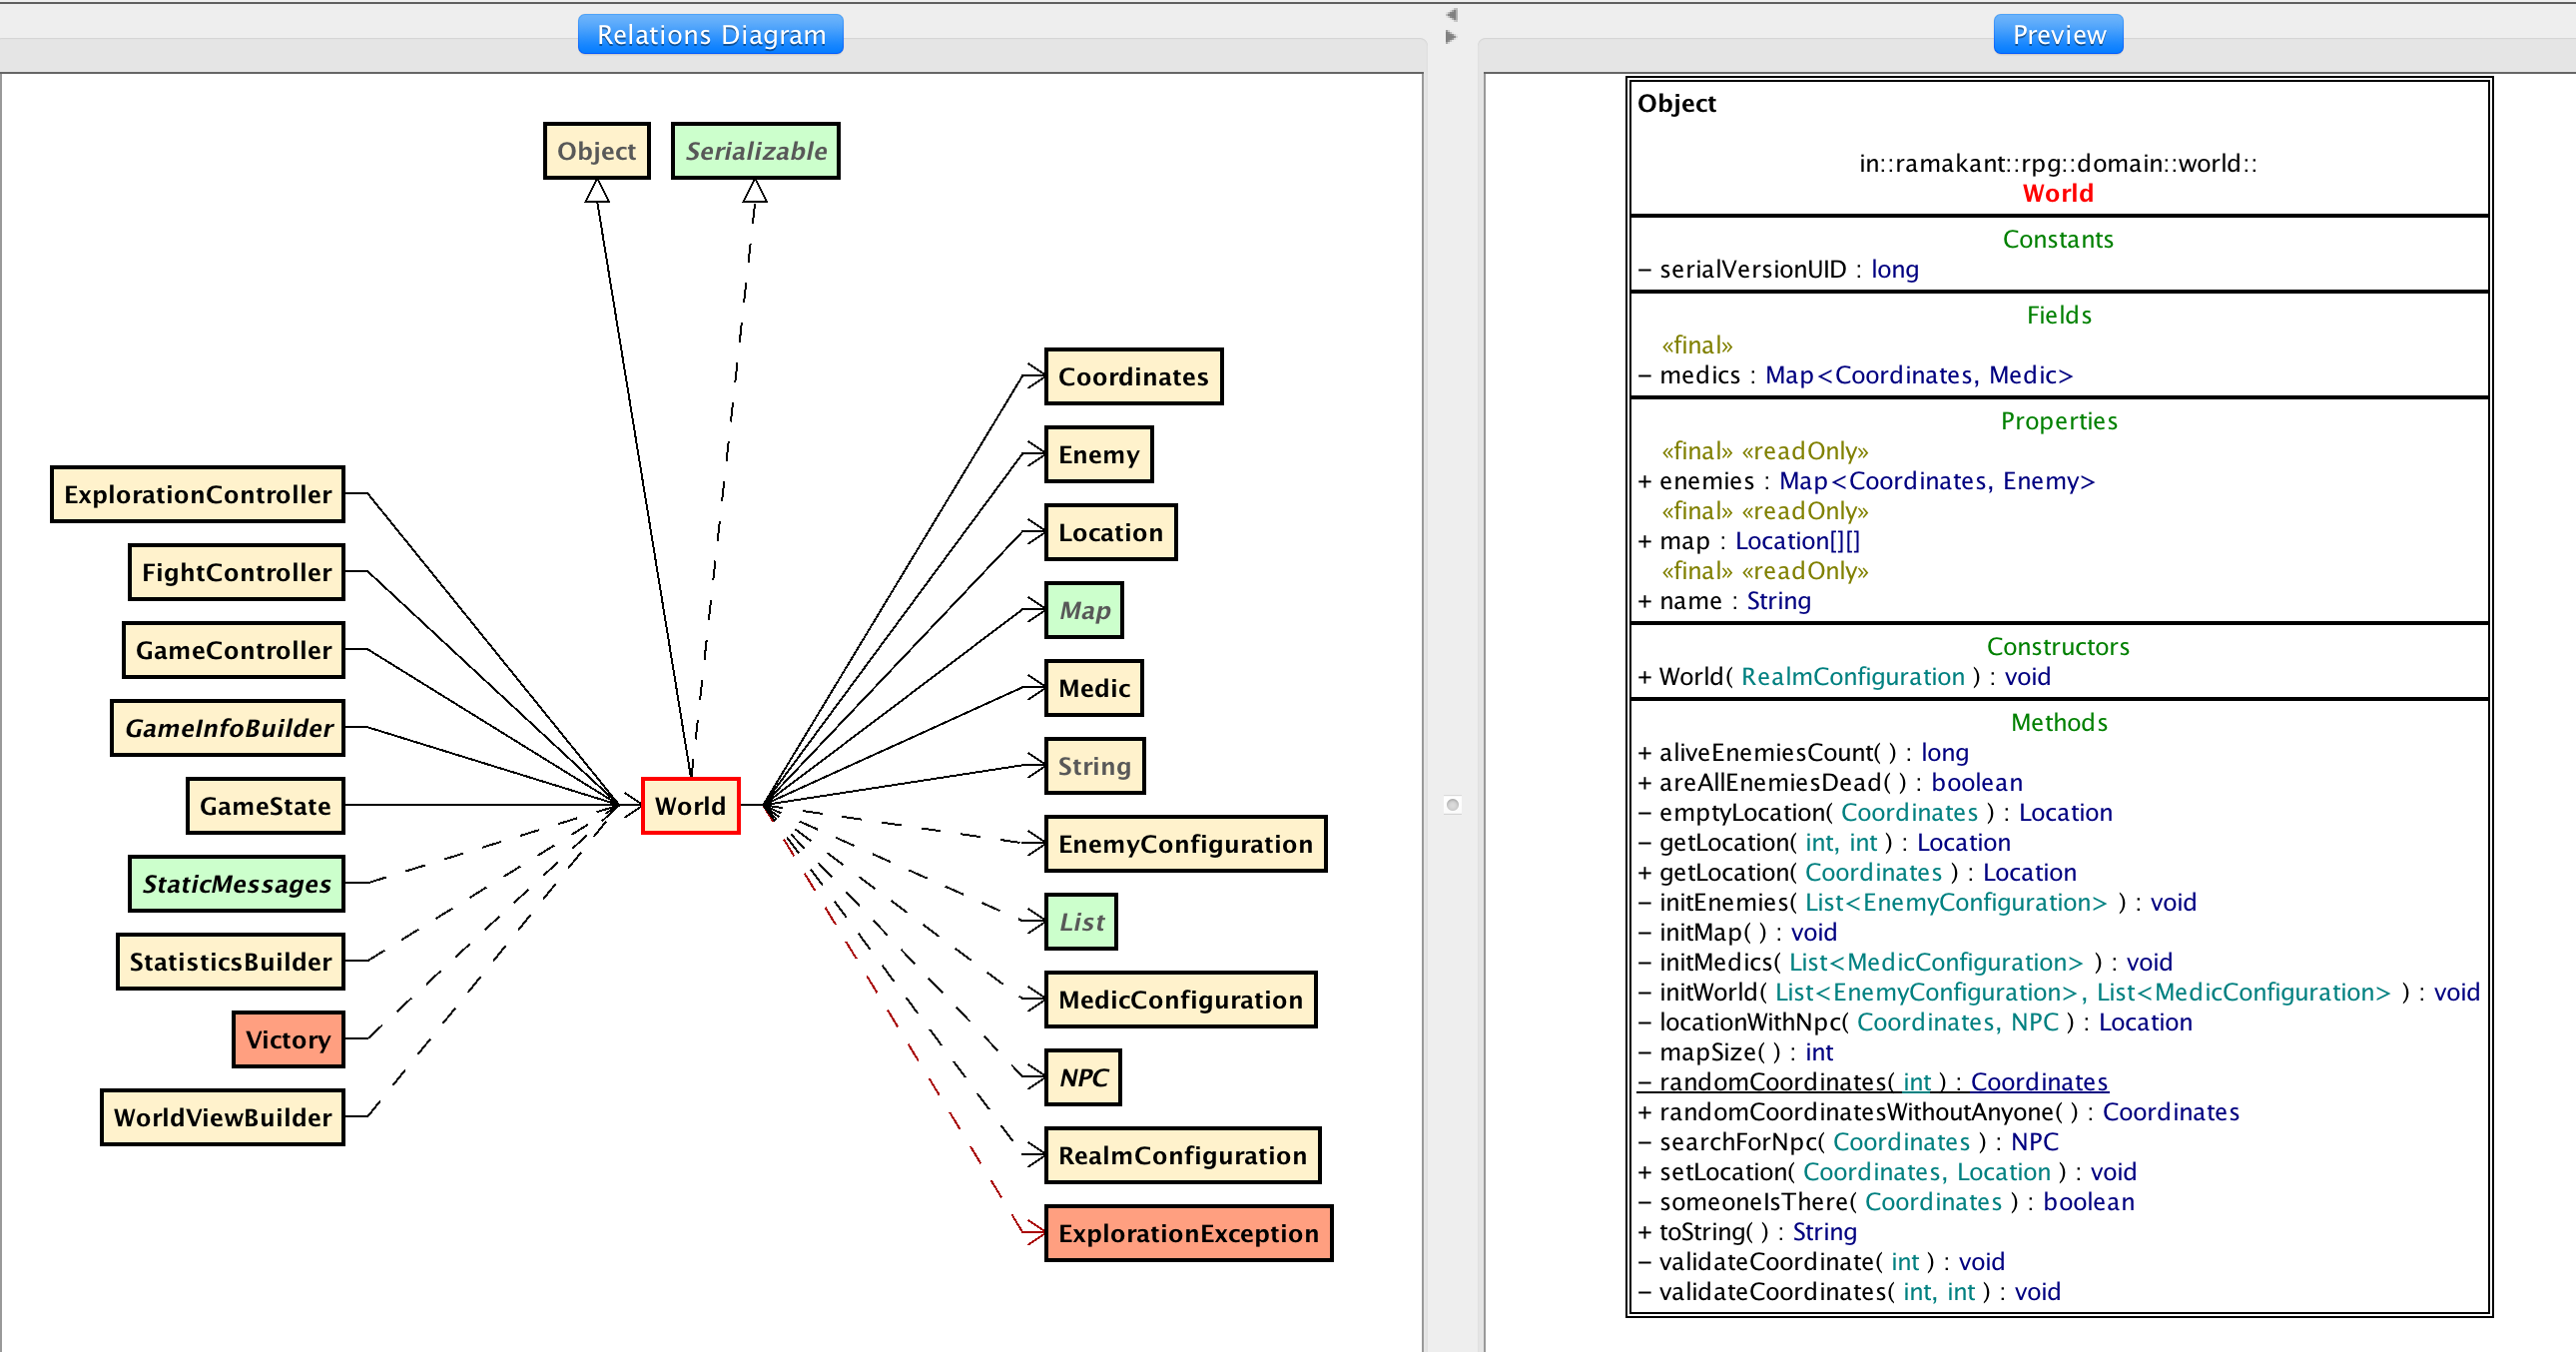 Relations Diagram
Object
Serializable
ExplorationController
FightController
GameController
GameInfoBuilder
GameState
StaticMessages
StatisticsBuilder
Victory
WorldViewBuilder
World
Coordinates
Enemy
Location
Map
Medic
String
EnemyConfiguration
List
MedicConfiguration
NPC
RealmConfiguration
ExplorationException
Preview
Object
in::ramakant::rpg::domain::world::
World
Constants
− serialVersionUID : long
Fields
«final»
− medics : Map<Coordinates, Medic>
Properties
«final» «readOnly»
+ enemies : Map<Coordinates, Enemy>
«final» «readOnly»
+ map : Location[][]
«final» «readOnly»
+ name : String
Constructors
+ World( RealmConfiguration ) : void
Methods
+ aliveEnemiesCount( ) : long
+ areAllEnemiesDead( ) : boolean
− emptyLocation( Coordinates ) : Location
− getLocation( int, int ) : Location
+ getLocation( Coordinates ) : Location
− initEnemies( List<EnemyConfiguration> ) : void
− initMap( ) : void
− initMedics( List<MedicConfiguration> ) : void
− initWorld( List<EnemyConfiguration>, List<MedicConfiguration> ) : void
− locationWithNpc( Coordinates, NPC ) : Location
− mapSize( ) : int
− randomCoordinates( int ) : Coordinates
+ randomCoordinatesWithoutAnyone( ) : Coordinates
− searchForNpc( Coordinates ) : NPC
+ setLocation( Coordinates, Location ) : void
− someoneIsThere( Coordinates ) : boolean
+ toString( ) : String
− validateCoordinate( int ) : void
− validateCoordinates( int, int ) : void